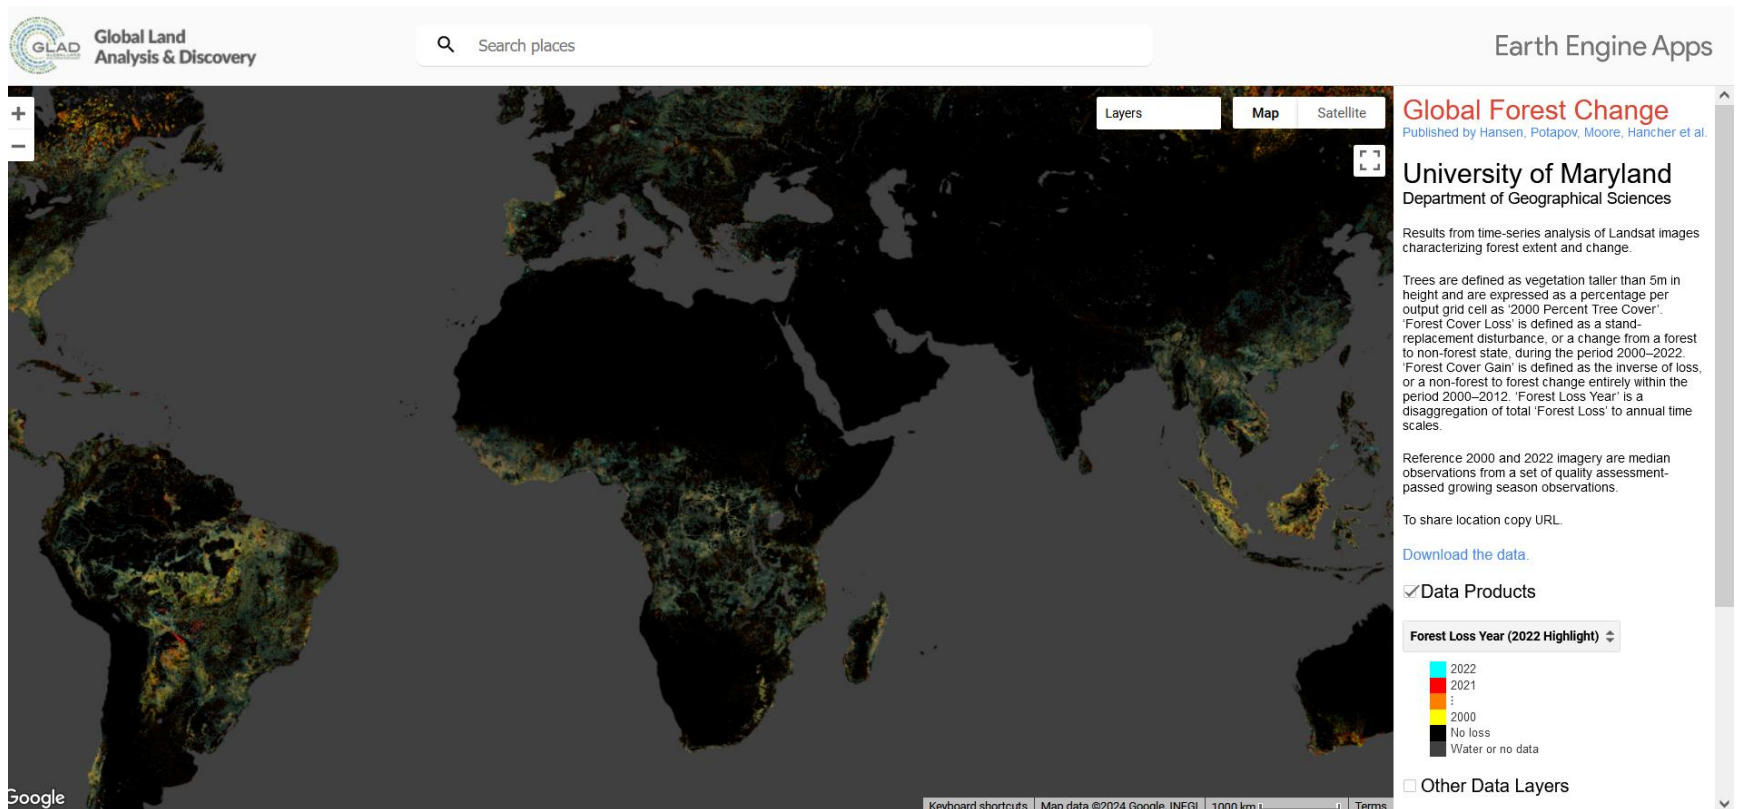 GLAD
Global Land
Analysis & Discovery
Search places
Earth Engine Apps
+
−
Layers
Map
Satellite
Global Forest Change
Published by Hansen, Potapov, Moore, Hancher et al.
University of Maryland
Department of Geographical Sciences
Results from time-series analysis of Landsat images
characterizing forest extent and change.
Trees are defined as vegetation taller than 5m in
height and are expressed as a percentage per
output grid cell as ‘2000 Percent Tree Cover’.
‘Forest Cover Loss’ is defined as a stand-
replacement disturbance, or a change from a forest
to non-forest state, during the period 2000–2022.
‘Forest Cover Gain’ is defined as the inverse of loss,
or a non-forest to forest change entirely within the
period 2000–2012. ‘Forest Loss Year’ is a
disaggregation of total ‘Forest Loss’ to annual time
scales.
Reference 2000 and 2022 imagery are median
observations from a set of quality assessment-
passed growing season observations.
To share location copy URL.
Download the data.
Data Products
Forest Loss Year (2022 Highlight)
2022
2021
⋮
2000
No loss
Water or no data
Other Data Layers
Google
Keyboard shortcuts
Map data ©2024 Google, INEGI
1000 km
Terms